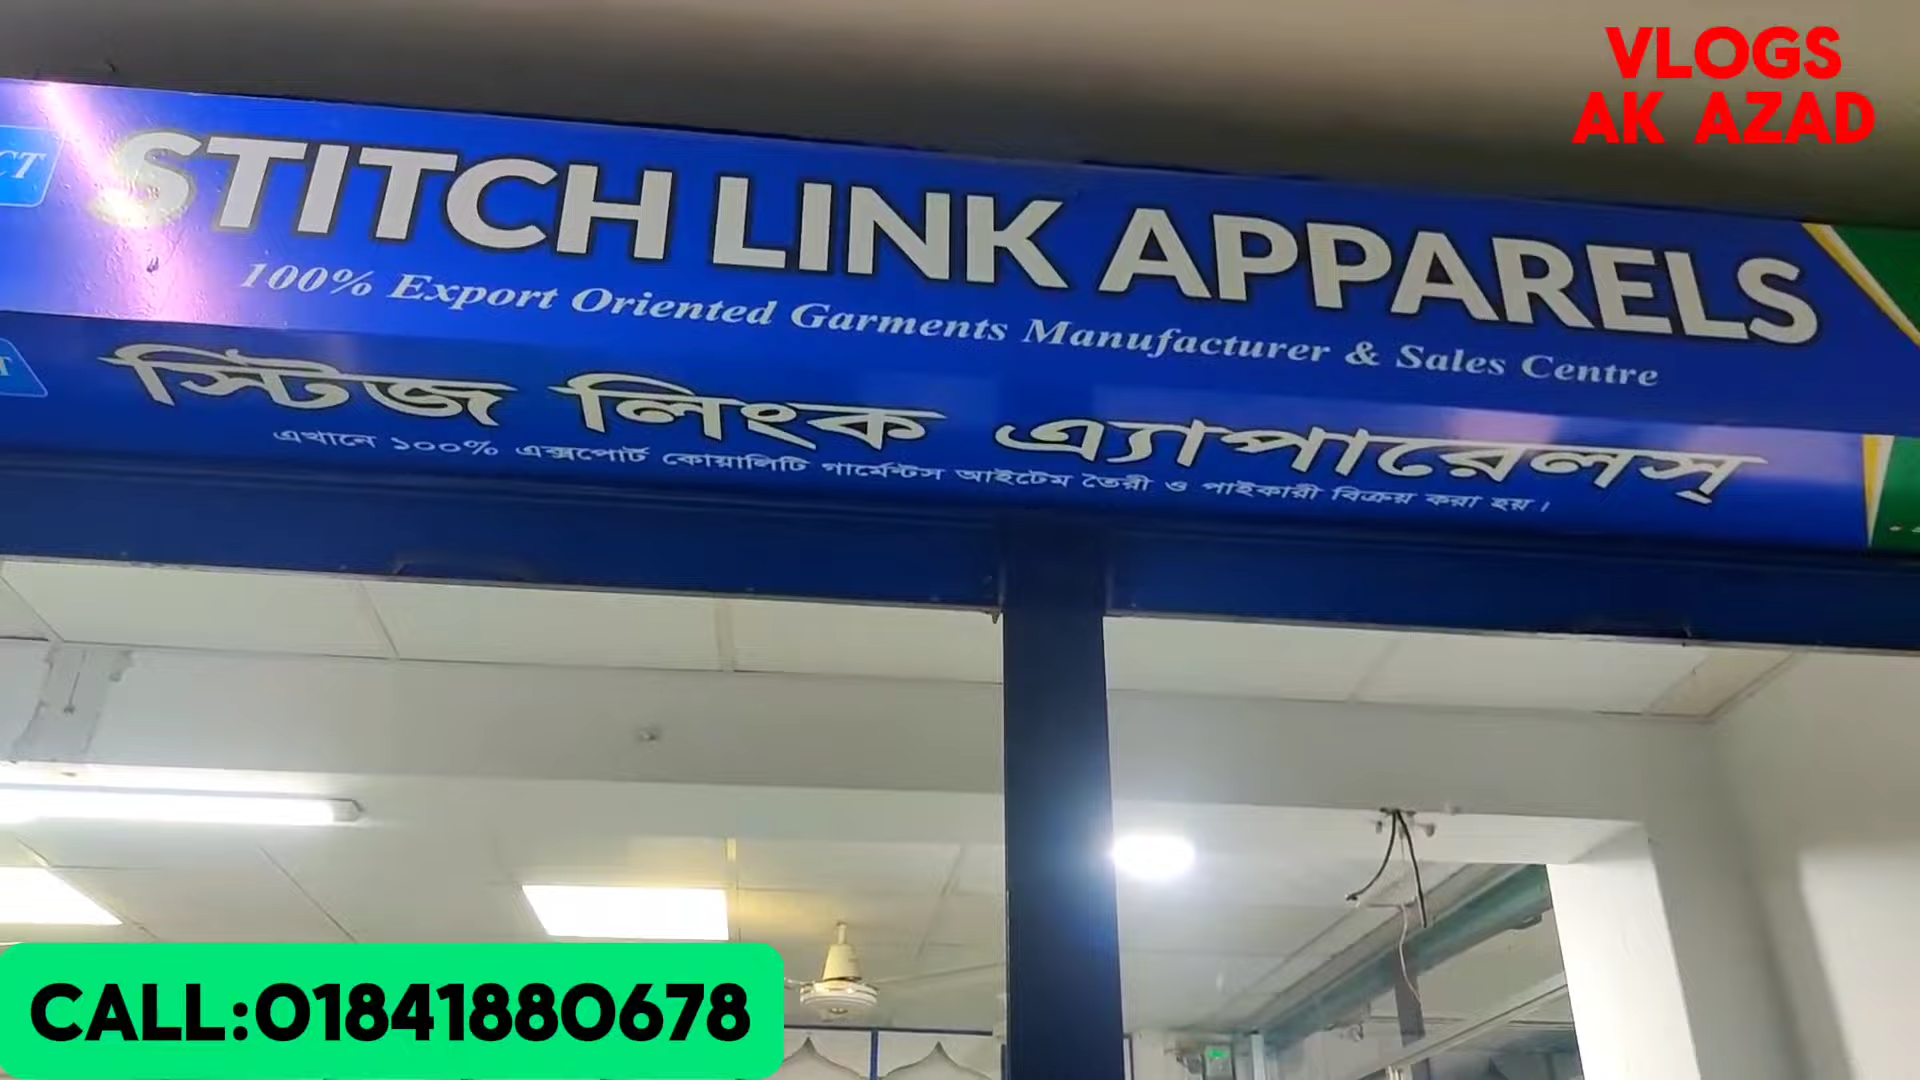 VLOGS
AK AZAD
STITCH LINK APPARELS
100% Export Oriented Garments Manufacturer & Sales Centre
স্টিজ লিংক এ্যাপারেলস্
এখানে ১০০% এক্সপোর্ট কোয়ালিটি গার্মেন্টস আইটেম তৈরী ও পাইকারী বিক্রয় করা হয়।
CALL:01841880678